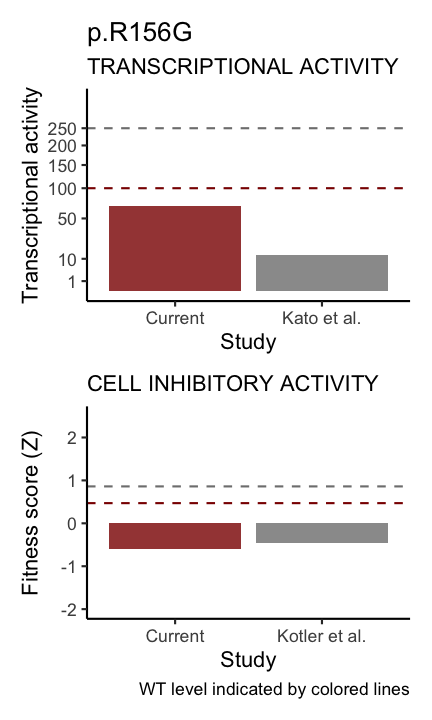 p.R156G
TRANSCRIPTIONAL ACTIVITY
Transcriptional activity
250
200
150
100
50
10
1
Current
Kato et al.
Study
CELL INHIBITORY ACTIVITY
Fitness score (Z)
2
1
0
-1
-2
Current
Kotler et al.
Study
WT level indicated by colored lines